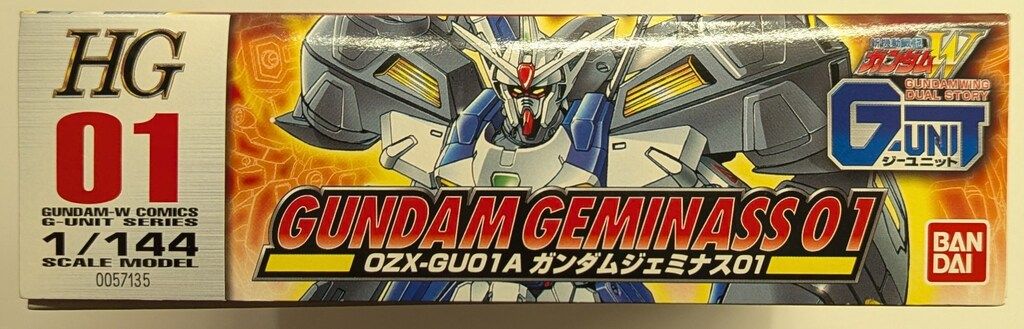 HG
01
GUNDAM-W COMICS
G-UNIT SERIES
1/144
SCALE MODEL
0057135
新機動戦記
ガンダムW
GUNDAMWING
DUAL STORY
G-UNIT
ジーユニット
GUNDAM GEMINASS 01
OZX-GU01A ガンダムジェミナス01
BAN
DAI